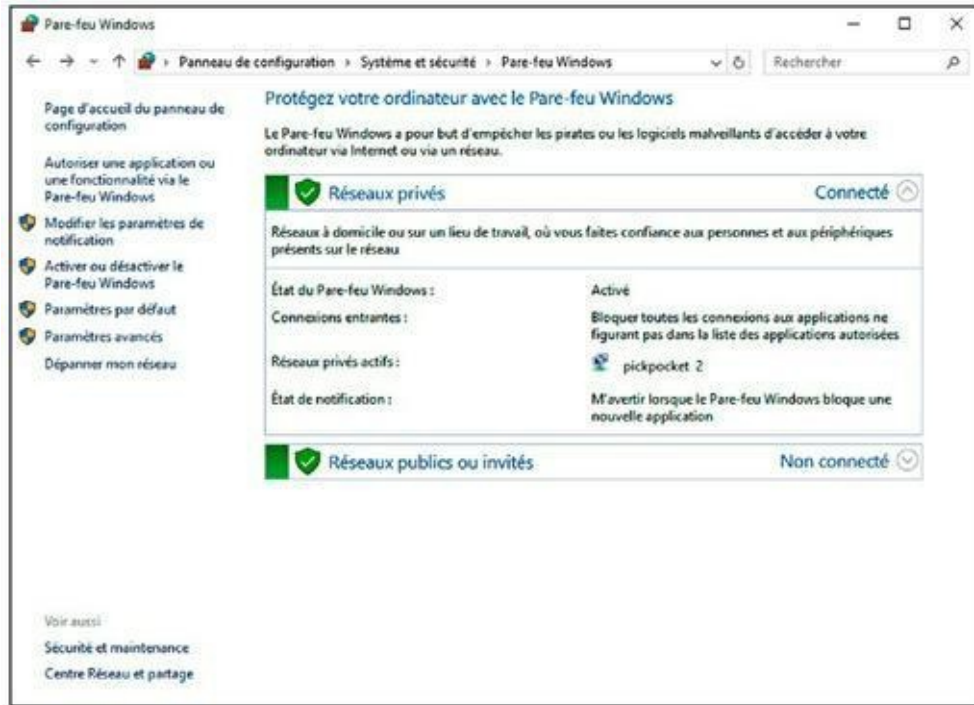 Pare-feu Windows
Panneau de configuration › Système et sécurité › Pare-feu Windows
Rechercher
Page d'accueil du panneau de
configuration
Autoriser une application ou
une fonctionnalité via le
Pare-feu Windows
Modifier les paramètres de
notification
Activer ou désactiver le
Pare-feu Windows
Paramètres par défaut
Paramètres avancés
Dépanner mon réseau
Protégez votre ordinateur avec le Pare-feu Windows
Le Pare-feu Windows a pour but d'empêcher les pirates ou les logiciels malveillants d'accéder à votre
ordinateur via Internet ou via un réseau.
Réseaux privés Connecté
Réseaux à domicile ou sur un lieu de travail, où vous faites confiance aux personnes et aux périphériques
présents sur le réseau
État du Pare-feu Windows : Activé
Connexions entrantes : Bloquer toutes les connexions aux applications ne
figurant pas dans la liste des applications autorisées
Réseaux privés actifs : pickpocket 2
État de notification : M'avertir lorsque le Pare-feu Windows bloque une
nouvelle application
Réseaux publics ou invités Non connecté
Voir aussi
Sécurité et maintenance
Centre Réseau et partage